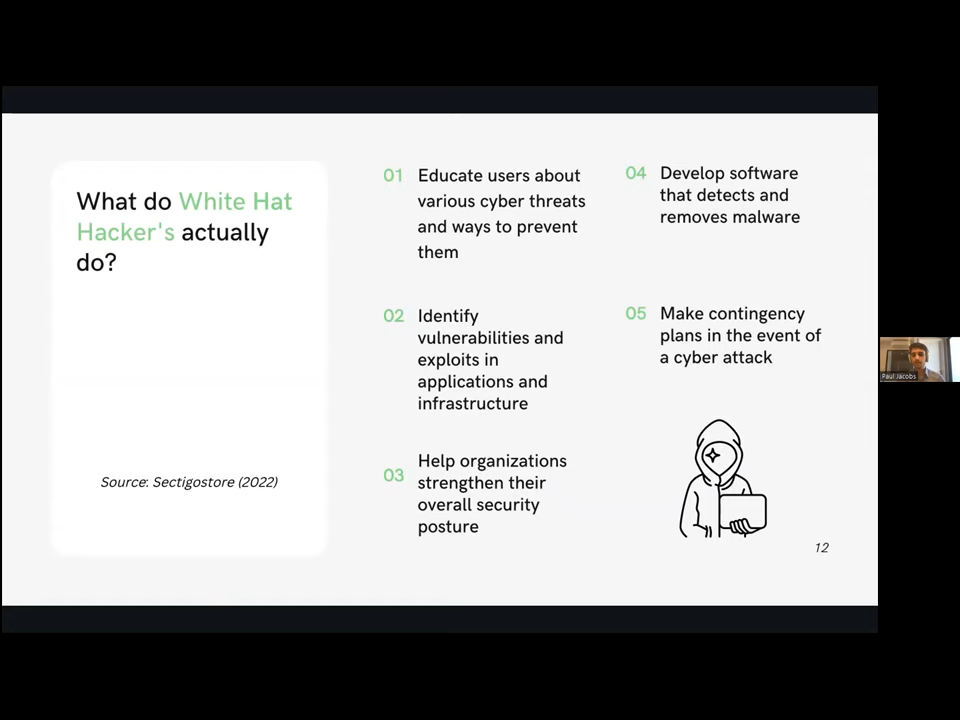 What do White Hat
Hacker's actually
do?
Source: Sectigostore (2022)
01 Educate users about
various cyber threats
and ways to prevent
them
02 Identify
vulnerabilities and
exploits in
applications and
infrastructure
03 Help organizations
strengthen their
overall security
posture
04 Develop software
that detects and
removes malware
05 Make contingency
plans in the event of
a cyber attack
12
Paul Jacobs